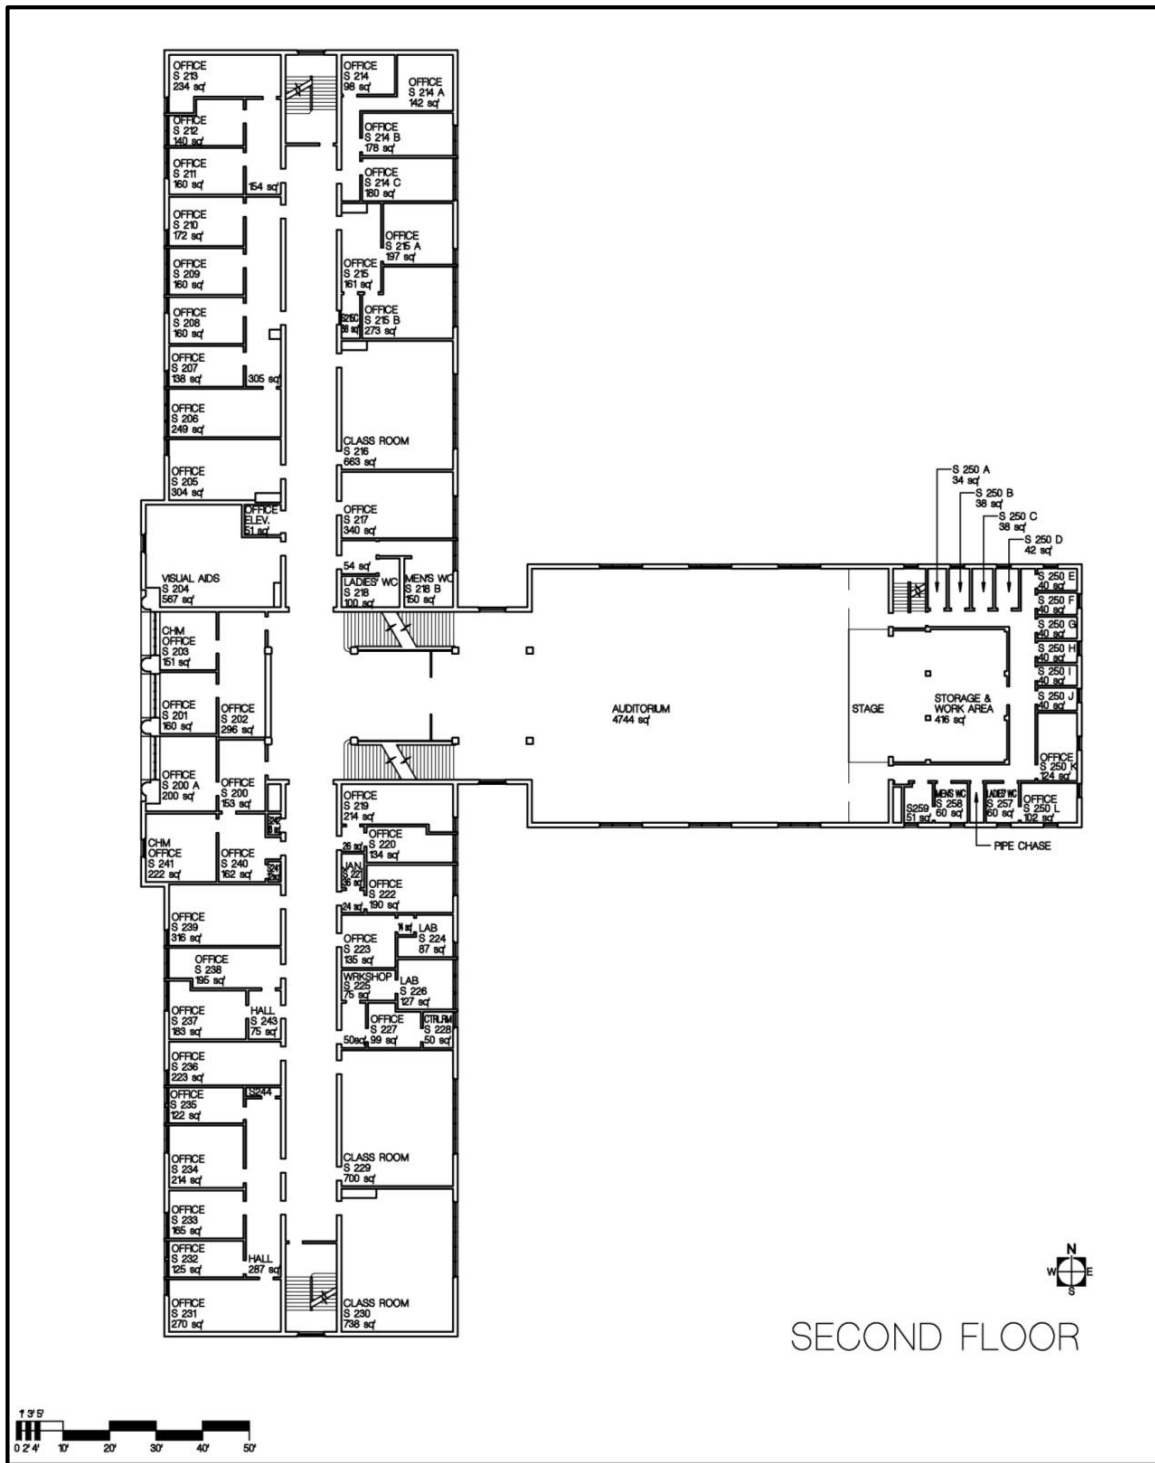 OFFICE
S 213
234 sq'
OFFICE
S 212
140 sq'
OFFICE
S 211
160 sq'
154 sq'
OFFICE
S 210
172 sq'
OFFICE
S 209
160 sq'
OFFICE
S 208
160 sq'
OFFICE
S 207
138 sq'
305 sq'
OFFICE
S 206
249 sq'
OFFICE
S 205
304 sq'
OFFICE
ELEV.
51 sq'
VISUAL AIDS
S 204
567 sq'
OFFICE
S 214
98 sq'
OFFICE
S 214 A
142 sq'
OFFICE
S 214 B
178 sq'
OFFICE
S 214 C
180 sq'
OFFICE
S 215 A
197 sq'
OFFICE
S 215
161 sq'
OFFICE
S 215 B
273 sq'
S215C
CLASS ROOM
S 216
663 sq'
OFFICE
S 217
340 sq'
54 sq'
LADIES' WC
S 218
100 sq'
MEN'S WC
S 218 B
150 sq'
CHM
OFFICE
S 203
151 sq'
OFFICE
S 201
160 sq'
OFFICE
S 202
296 sq'
OFFICE
S 200 A
200 sq'
OFFICE
S 200
153 sq'
CHM
OFFICE
S 241
222 sq'
OFFICE
S 240
162 sq'
AUDITORIUM
4744 sq'
STAGE
STORAGE &
WORK AREA
416 sq'
S 250 A
34 sq'
S 250 B
38 sq'
S 250 C
38 sq'
S 250 D
42 sq'
S 250 E
40 sq'
S 250 F
40 sq'
S 250 G
40 sq'
S 250 H
40 sq'
S 250 I
40 sq'
S 250 J
40 sq'
OFFICE
S 250 K
124 sq'
OFFICE
S 250 L
102 sq'
S259
51 sq'
MEN'S WC
S 258
60 sq'
LADIES' WC
S 257
60 sq'
PIPE CHASE
OFFICE
S 219
214 sq'
OFFICE
S 220
134 sq'
26 sq'
JAN.
S 221
OFFICE
S 222
190 sq'
24 sq'
OFFICE
S 223
135 sq'
14 sq'
LAB
S 224
87 sq'
WRKSHOP
S 225
75 sq'
LAB
S 226
127 sq'
50sq'
OFFICE
S 227
99 sq'
CTRLRM
S 228
50 sq'
CLASS ROOM
S 229
700 sq'
CLASS ROOM
S 230
738 sq'
OFFICE
S 239
316 sq'
OFFICE
S 238
195 sq'
OFFICE
S 237
183 sq'
HALL
S 243
75 sq'
OFFICE
S 236
223 sq'
S244
OFFICE
S 235
122 sq'
OFFICE
S 234
214 sq'
OFFICE
S 233
165 sq'
OFFICE
S 232
125 sq'
HALL
287 sq'
OFFICE
S 231
270 sq'
N
W E
S
SECOND FLOOR
1' 3' 5'
0 2' 4' 10' 20' 30' 40' 50'